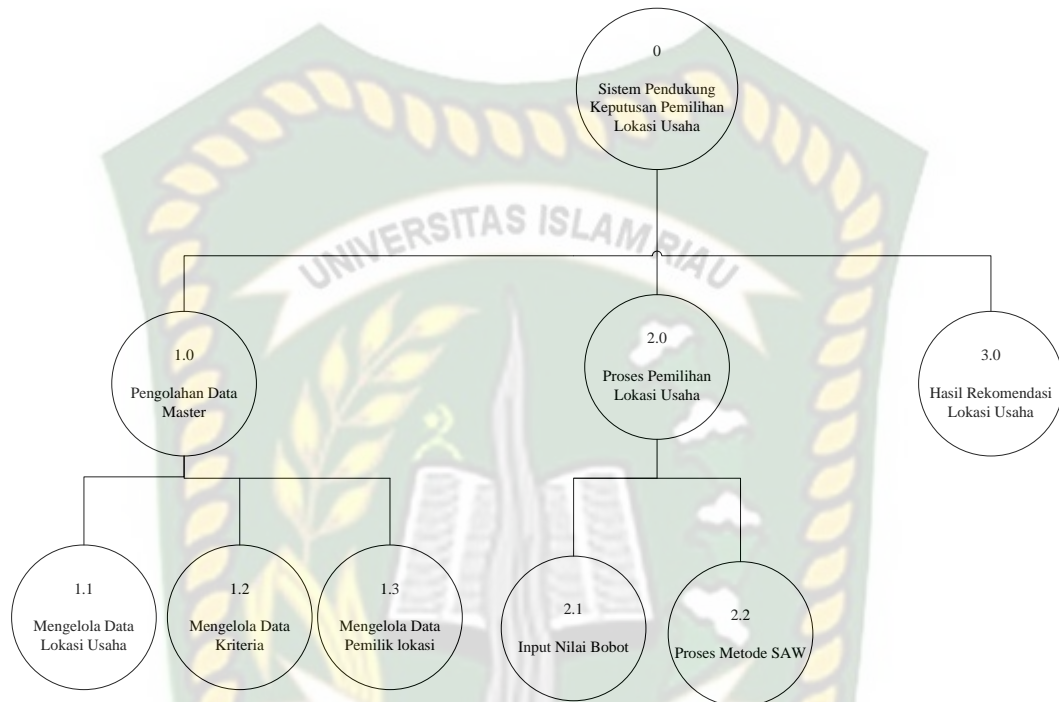 0
Sistem Pendukung
Keputusan Pemilihan
Lokasi Usaha
UNIVERSITAS ISLAM RIAU
1.0
Pengolahan Data
Master
2.0
Proses Pemilihan
Lokasi Usaha
3.0
Hasil Rekomendasi
Lokasi Usaha
1.1
Mengelola Data
Lokasi Usaha
1.2
Mengelola Data
Kriteria
1.3
Mengelola Data
Pemilik lokasi
2.1
Input Nilai Bobot
2.2
Proses Metode SAW